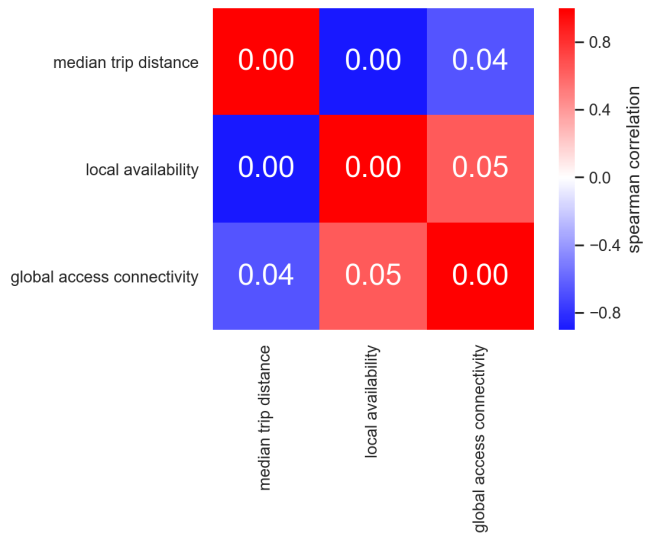 median trip distance
0.00 0.00 0.04
local availability
0.00 0.00 0.05
global access connectivity
0.04 0.05 0.00
median trip distance
local availability
global access connectivity
0.8
0.4
0.0
−0.4
−0.8
spearman correlation